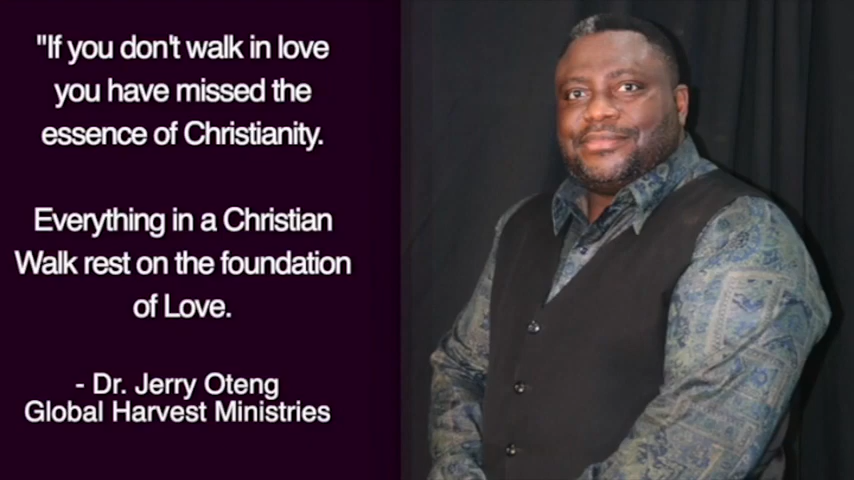 "If you don't walk in love
you have missed the
essence of Christianity.
Everything in a Christian
Walk rest on the foundation
of Love.
- Dr. Jerry Oteng
Global Harvest Ministries